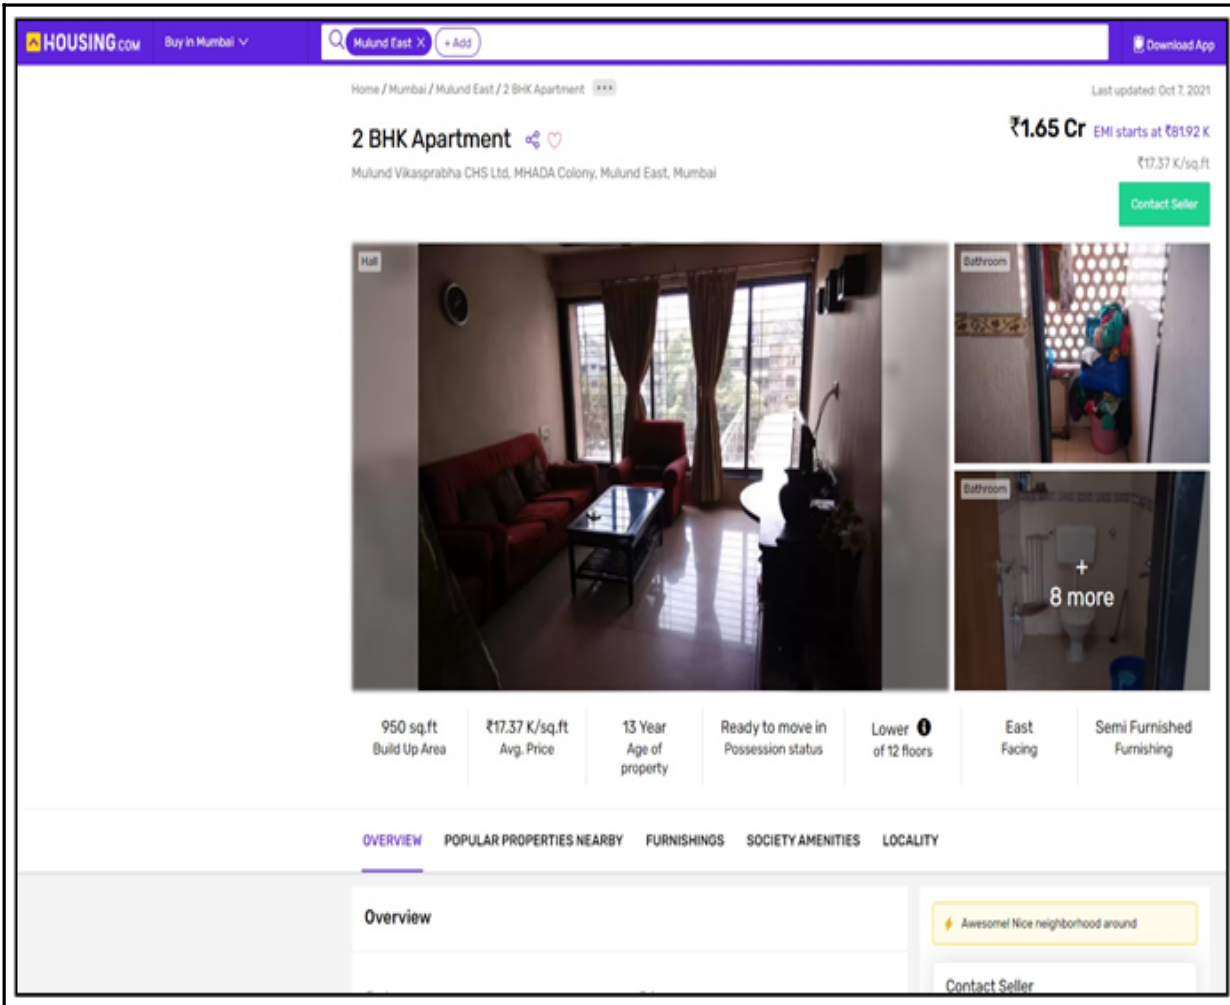 HOUSING.COM
Buy in Mumbai
Mulund East X
+ Add
Download App
Home / Mumbai / Mulund East / 2 BHK Apartment ...
Last updated: Oct 7, 2021
2 BHK Apartment
₹1.65 Cr EMI starts at ₹81.92 K
Mulund Vikasprabha CHS Ltd, MHADA Colony, Mulund East, Mumbai
₹17.37 K/sq.ft
Contact Seller
Hall
Bathroom
Bathroom
+
8 more
950 sq.ft
Build Up Area
₹17.37 K/sq.ft
Avg. Price
13 Year
Age of
property
Ready to move in
Possession status
Lower
of 12 floors
East
Facing
Semi Furnished
Furnishing
OVERVIEW
POPULAR PROPERTIES NEARBY
FURNISHINGS
SOCIETY AMENITIES
LOCALITY
Overview
Awesome! Nice neighborhood around
Contact Seller